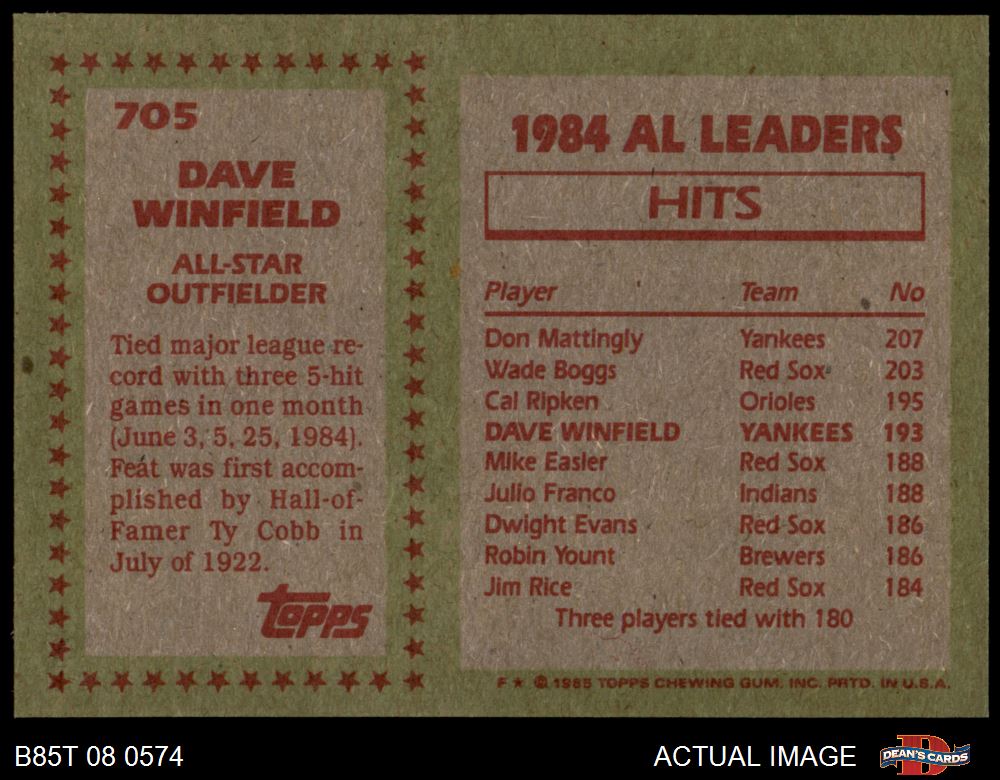 705
DAVE
WINFIELD
ALL-STAR
OUTFIELDER
Tied major league re-
cord with three 5-hit
games in one month
(June 3, 5, 25, 1984).
Feat was first accom-
plished by Hall-of-
Famer Ty Cobb in
July of 1922.
topps
1984 AL LEADERS
HITS
Player Team No
Don Mattingly Yankees 207
Wade Boggs Red Sox 203
Cal Ripken Orioles 195
DAVE WINFIELD YANKEES 193
Mike Easler Red Sox 188
Julio Franco Indians 188
Dwight Evans Red Sox 186
Robin Yount Brewers 186
Jim Rice Red Sox 184
Three players tied with 180
F ★ © 1985 TOPPS CHEWING GUM, INC. PRTD. IN U.S.A.
B85T 08 0574
ACTUAL IMAGE
DEAN'S CARDS